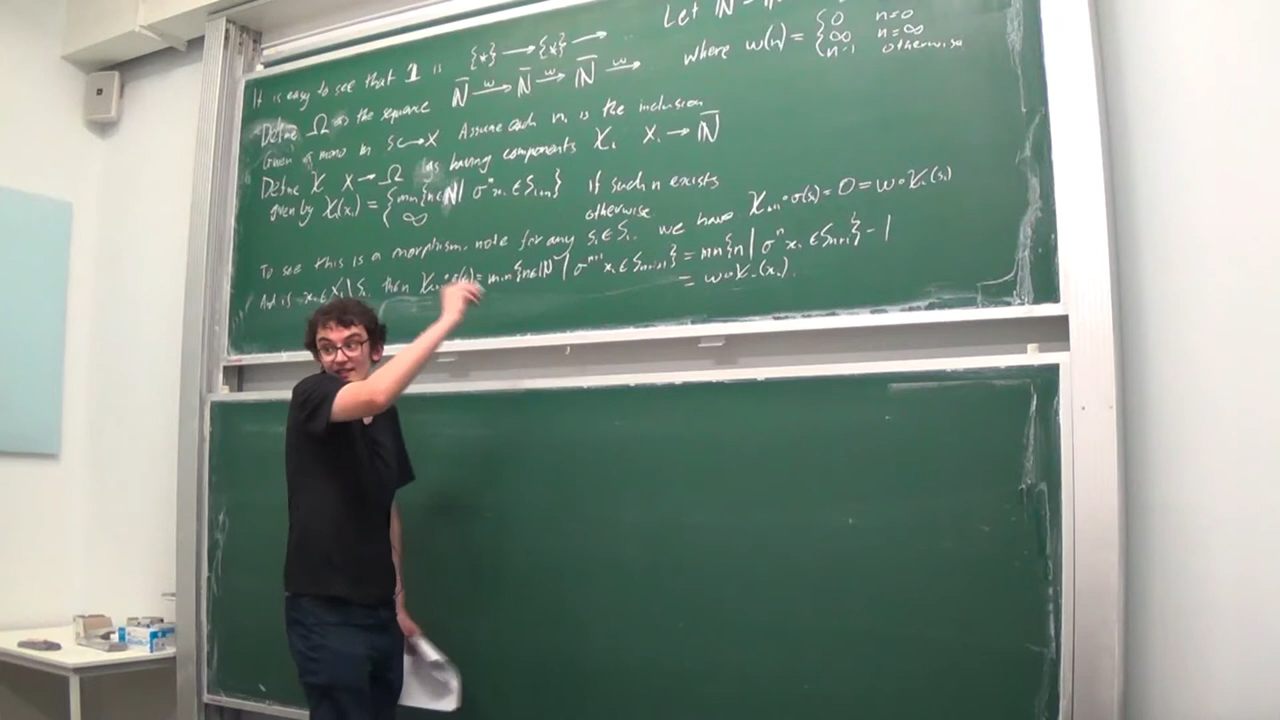 It is easy to see that 1 is {*} → {*} →
Let ℕ̄
Define Ω as the sequence ℕ̄ -w→ ℕ̄ -w→ ℕ̄ -w→ where w(n) = { 0 n=0
∞ n=∞
n-1 otherwise
Given a mono m S ↪ X Assume each mᵢ is the inclusion
Define χ X → Ω as having components χᵢ Xᵢ → ℕ̄
given by χᵢ(xᵢ) = { min{n∈ℕ | σⁿxᵢ ∈ Sᵢ₊ₙ} if such n exists
∞ otherwise
To see this is a morphism, note for any sᵢ ∈ Sᵢ we have χᵢ₊₁∘σ(sᵢ) = 0 = w∘χᵢ(sᵢ)
And if xᵢ ∈ Xᵢ \ Sᵢ then χᵢ₊₁∘σ(xᵢ) = min{n∈ℕ | σⁿ⁺¹xᵢ ∈ Sₙ₊ᵢ₊₁} = min{n | σⁿxᵢ ∈ Sₙ₊ᵢ} - 1
= w∘χᵢ(xᵢ).